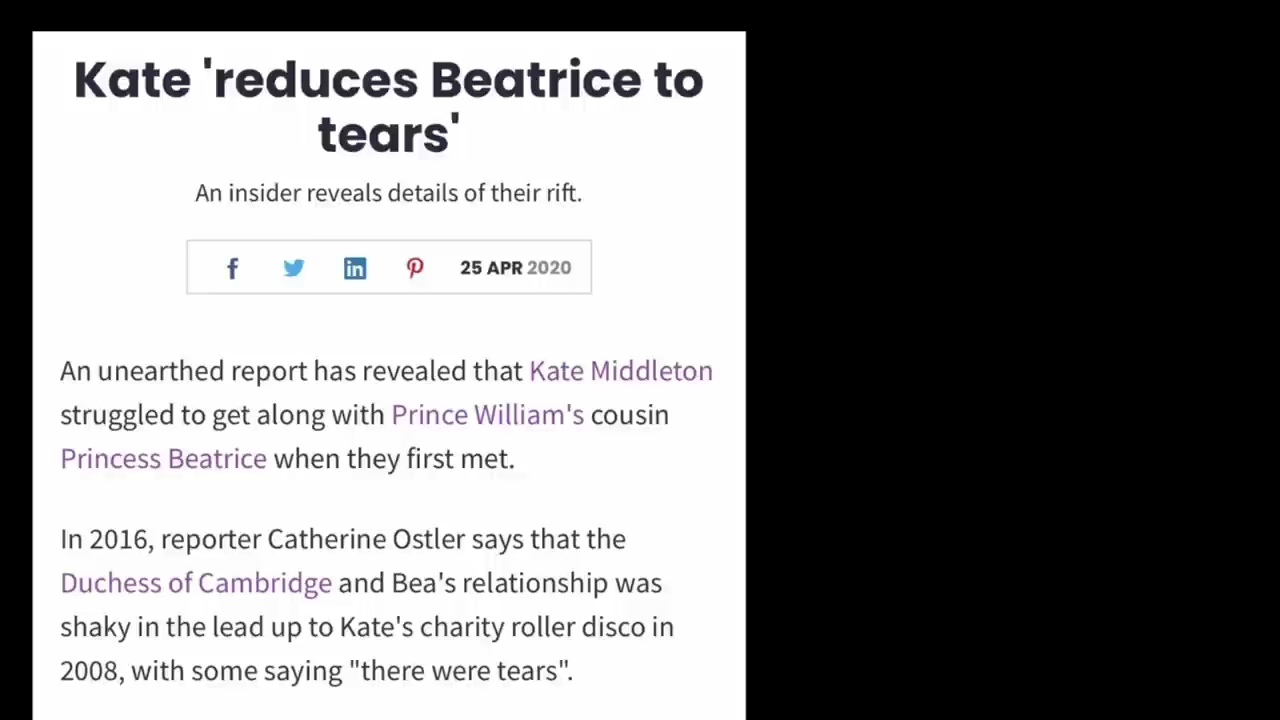 Kate 'reduces Beatrice to
tears'
An insider reveals details of their rift.
25 APR 2020
An unearthed report has revealed that Kate Middleton
struggled to get along with Prince William's cousin
Princess Beatrice when they first met.
In 2016, reporter Catherine Ostler says that the
Duchess of Cambridge and Bea's relationship was
shaky in the lead up to Kate's charity roller disco in
2008, with some saying "there were tears".